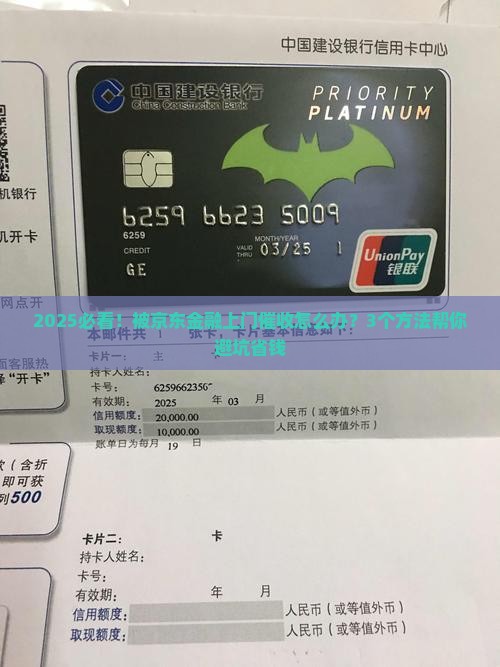 中国建设银行信用卡中心
中国建设银行
China Construction Bank
PRIORITY
PLATINUM
机银行
6259 6623 5009
6259
机开卡
MONTH/YEAR
CREDIT
VALID THRU 03/25 1
UnionPay
银联
GE
网点开
2025必看！被京东金融上门催收怎么办？3个方法帮你
避坑省钱
本邮件共 1 张卡，卡片基本信息如下：
面客服热
择“开卡”
卡片一： 主
持卡人姓名：
卡号： 625966235
有效期： 2025 年 03 月
信用额度： 20,000.00 人民币（或等值外币）
取现额度： 10,000.00 人民币（或等值外币）
账单日为每月 19 日
款（含折
即可获
列500
卡片二： 卡
持卡人姓名：
卡号：
有效期： 年 月
信用额度： 人民币（或等值外币）
取现额度： 人民币（或等值外币）